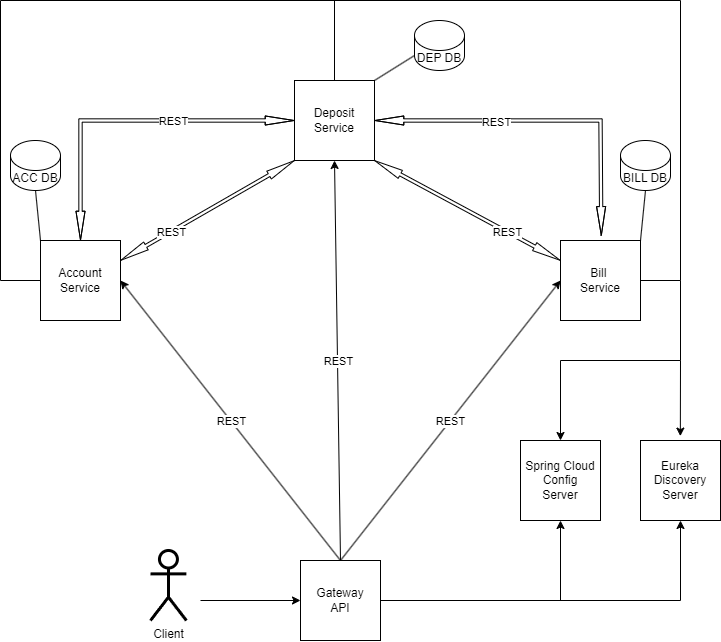 DEP DB
Deposit
Service
REST
REST
ACC DB
BILL DB
REST
REST
Account
Service
Bill
Service
REST
REST
REST
Spring Cloud
Config
Server
Eureka
Discovery
Server
Gateway
API
Client